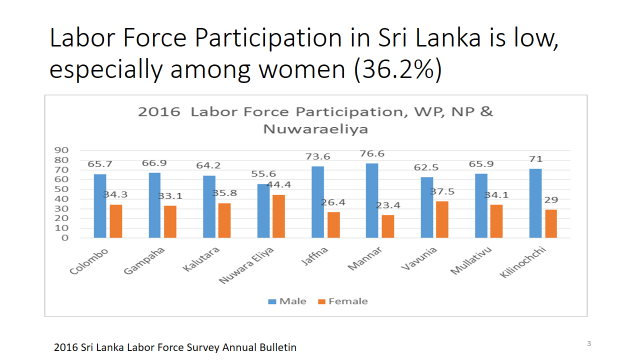 Labor Force Participation in Sri Lanka is low,
especially among women (36.2%)
2016 Labor Force Participation, WP, NP &
Nuwaraeliya
90
80
70
60
50
40
30
20
10
0
65.7
34.3
66.9
33.1
64.2
35.8
55.6
44.4
73.6
26.4
76.6
23.4
62.5
37.5
65.9
34.1
71
29
Colombo
Gampaha
Kalutara
Nuwara Eliya
Jaffna
Mannar
Vavunia
Mullativu
Kilinochchi
Male Female
2016 Sri Lanka Labor Force Survey Annual Bulletin
3